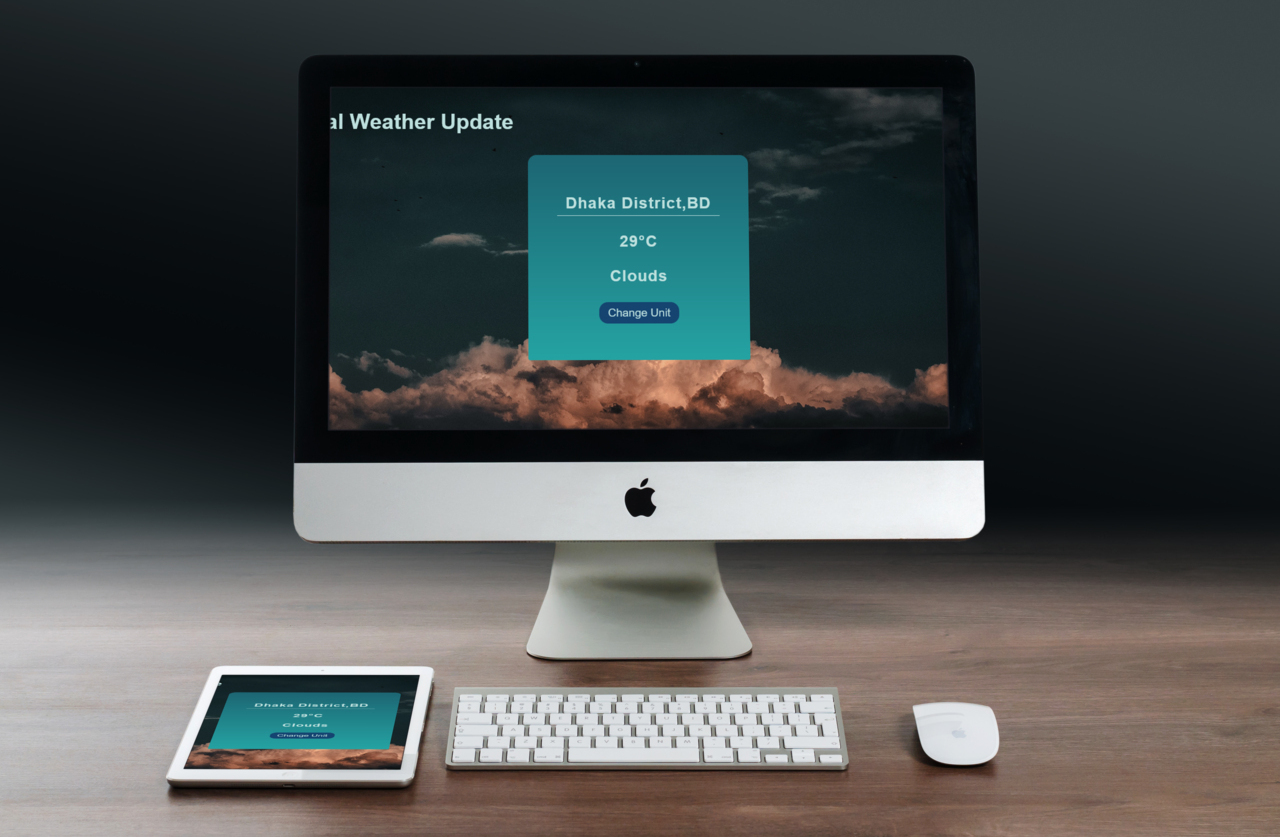 al Weather Update
Dhaka District,BD
29°C
Clouds
Change Unit
Dhaka District,BD
29°C
Clouds
Change Unit